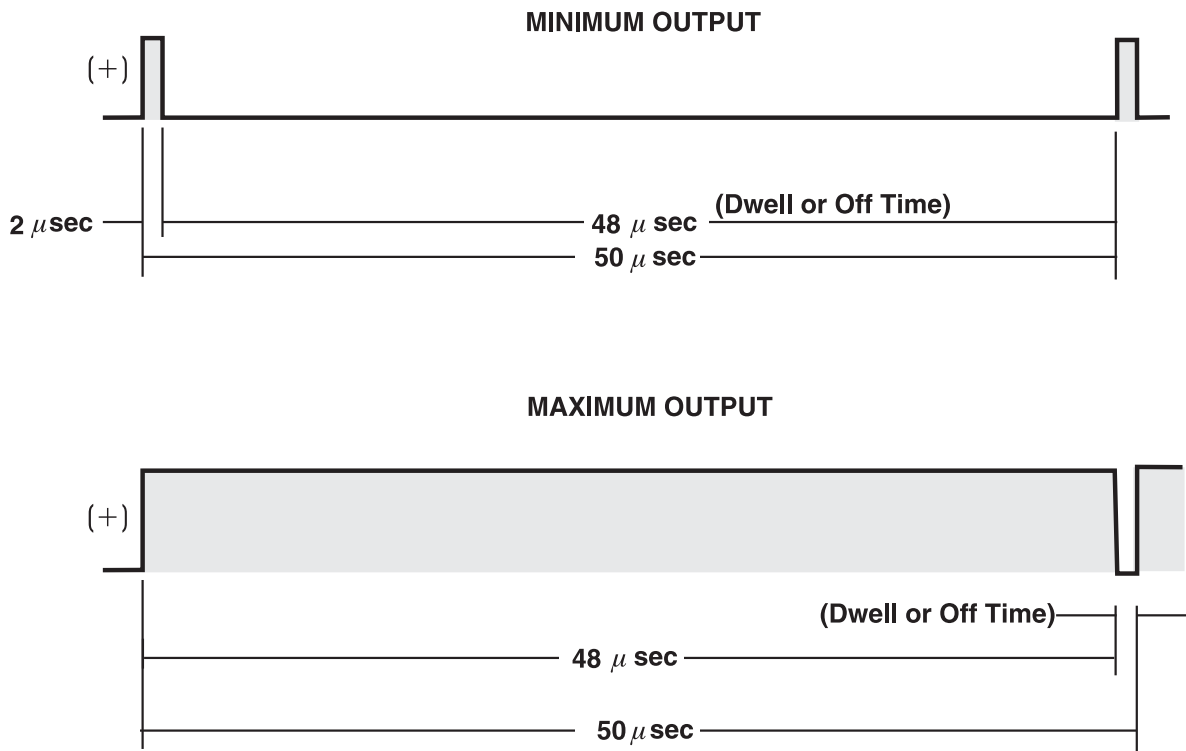 MINIMUM OUTPUT
(+)
(Dwell or Off Time)
2 μsec
48 μ sec
50 μ sec
MAXIMUM OUTPUT
(+)
(Dwell or Off Time)
48 μ sec
50 μsec